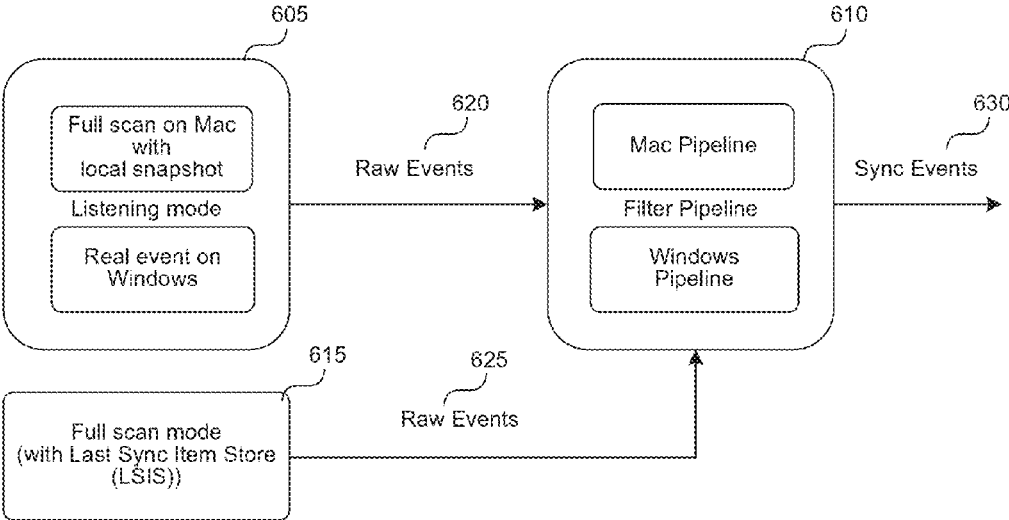 605
610
620
630
Full scan on Mac
with
local snapshot
Listening mode
Real event on
Windows
Raw Events
Mac Pipeline
Filter Pipeline
Windows
Pipeline
Sync Events
615
625
Raw Events
Full scan mode
(with Last Sync Item Store
(LSIS))